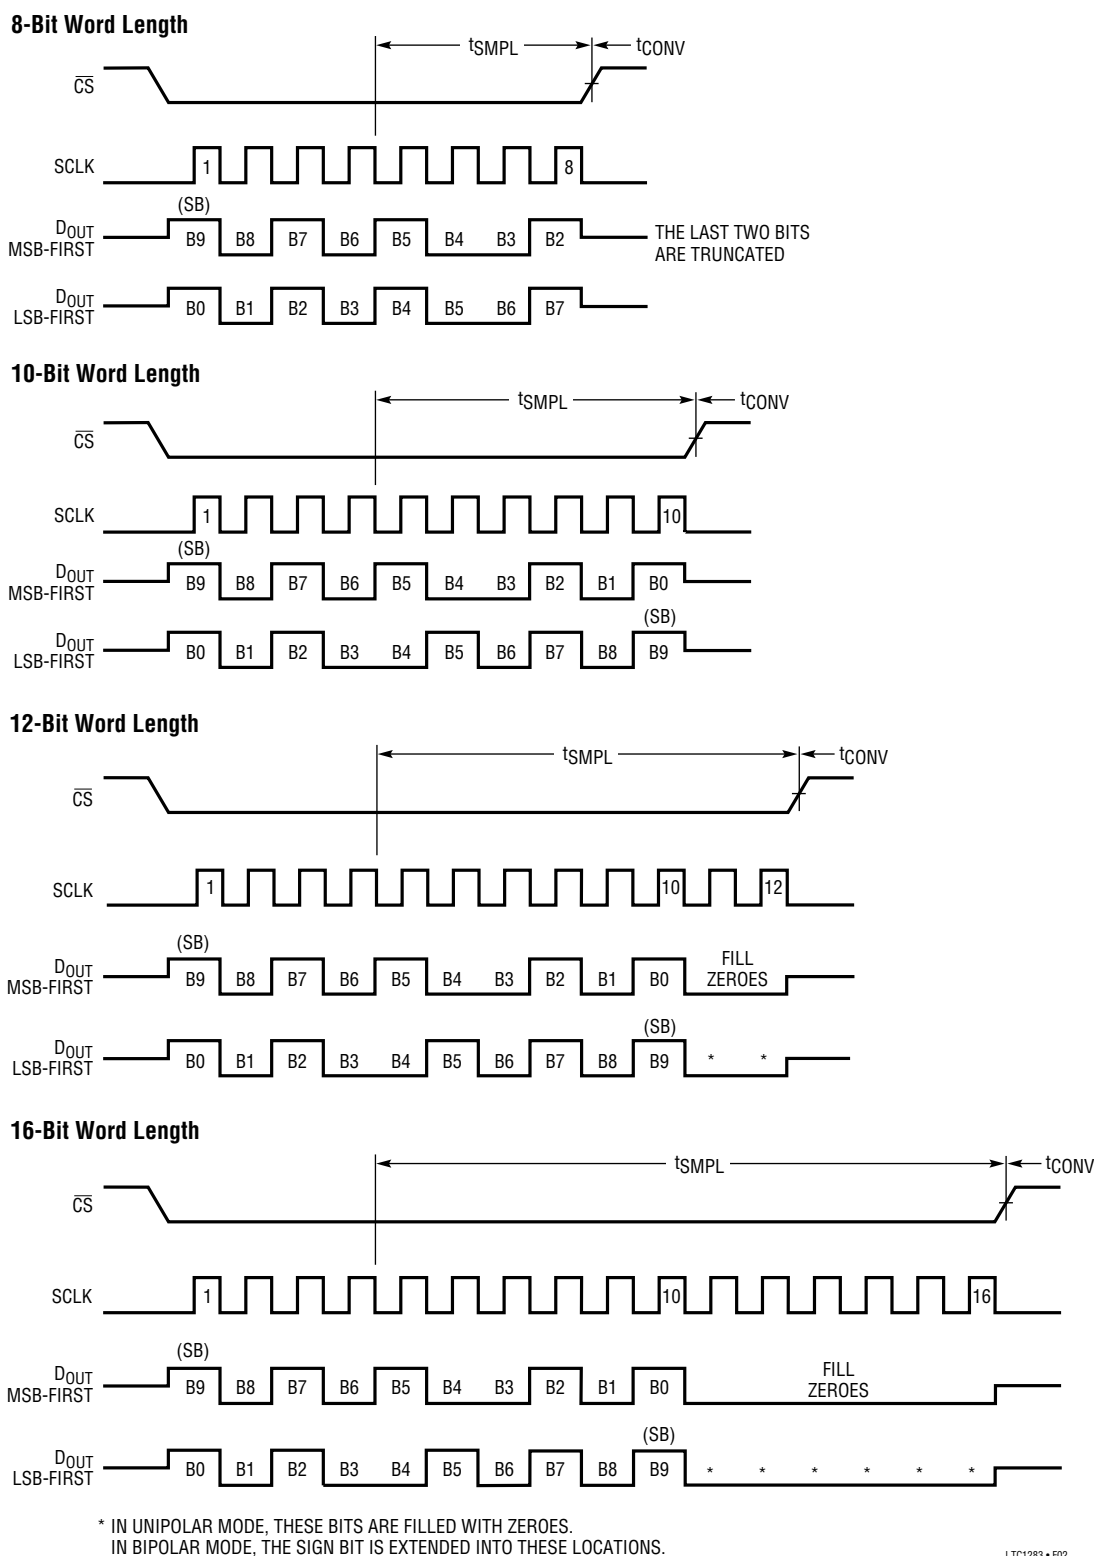 8-Bit Word Length
tSMPL tCONV
CS
SCLK 1 8
(SB)
DOUT
MSB-FIRST B9 B8 B7 B6 B5 B4 B3 B2 THE LAST TWO BITS
ARE TRUNCATED
DOUT
LSB-FIRST B0 B1 B2 B3 B4 B5 B6 B7
10-Bit Word Length
tSMPL tCONV
CS
SCLK 1 10
(SB)
DOUT
MSB-FIRST B9 B8 B7 B6 B5 B4 B3 B2 B1 B0
(SB)
DOUT
LSB-FIRST B0 B1 B2 B3 B4 B5 B6 B7 B8 B9
12-Bit Word Length
tSMPL tCONV
CS
SCLK 1 10 12
(SB) FILL
DOUT
MSB-FIRST B9 B8 B7 B6 B5 B4 B3 B2 B1 B0 ZEROES
(SB)
DOUT
LSB-FIRST B0 B1 B2 B3 B4 B5 B6 B7 B8 B9 * *
16-Bit Word Length
tSMPL tCONV
CS
SCLK 1 10 16
(SB) FILL
DOUT
MSB-FIRST B9 B8 B7 B6 B5 B4 B3 B2 B1 B0 ZEROES
(SB)
DOUT
LSB-FIRST B0 B1 B2 B3 B4 B5 B6 B7 B8 B9 * * * * * *
* IN UNIPOLAR MODE, THESE BITS ARE FILLED WITH ZEROES.
IN BIPOLAR MODE, THE SIGN BIT IS EXTENDED INTO THESE LOCATIONS.
LTC1283 • F02